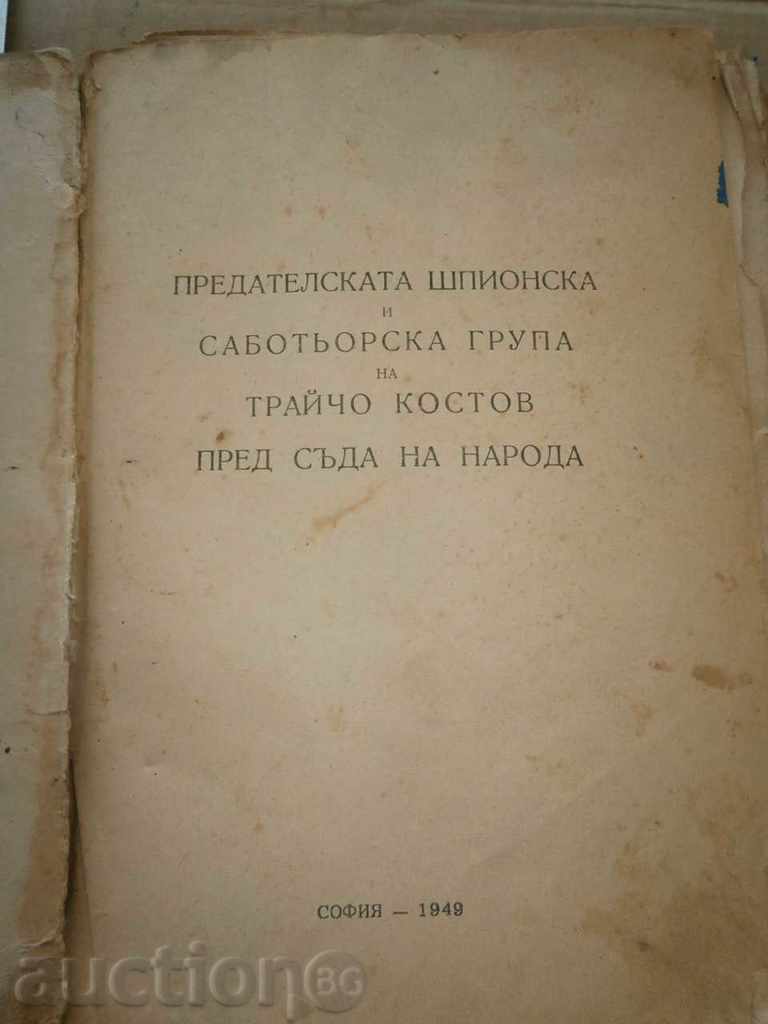 ПРЕДАТЕЛСКАТА ШПИОНСКА
И
САБОТЬОРСКА ГРУПА
НА
ТРАЙЧО КОСТОВ
ПРЕД СЪДА НА НАРОДА
СОФИЯ — 1949
auction BG